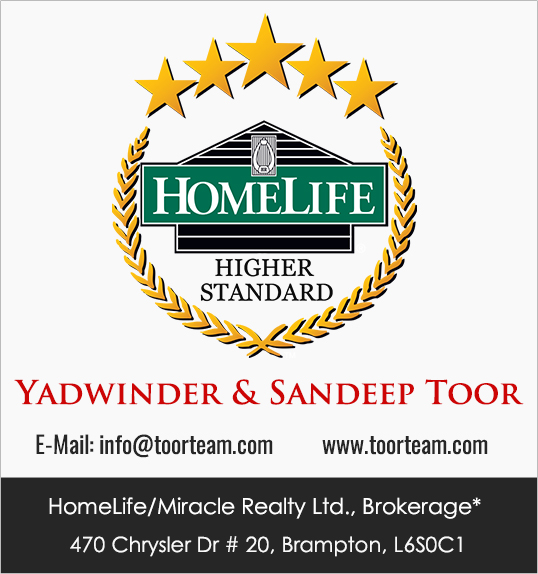 HOMELIFE
HIGHER
STANDARD
YADWINDER & SANDEEP TOOR
E-Mail: info@toorteam.com www.toorteam.com
HomeLife/Miracle Realty Ltd., Brokerage*
470 Chrysler Dr # 20, Brampton, L6S0C1